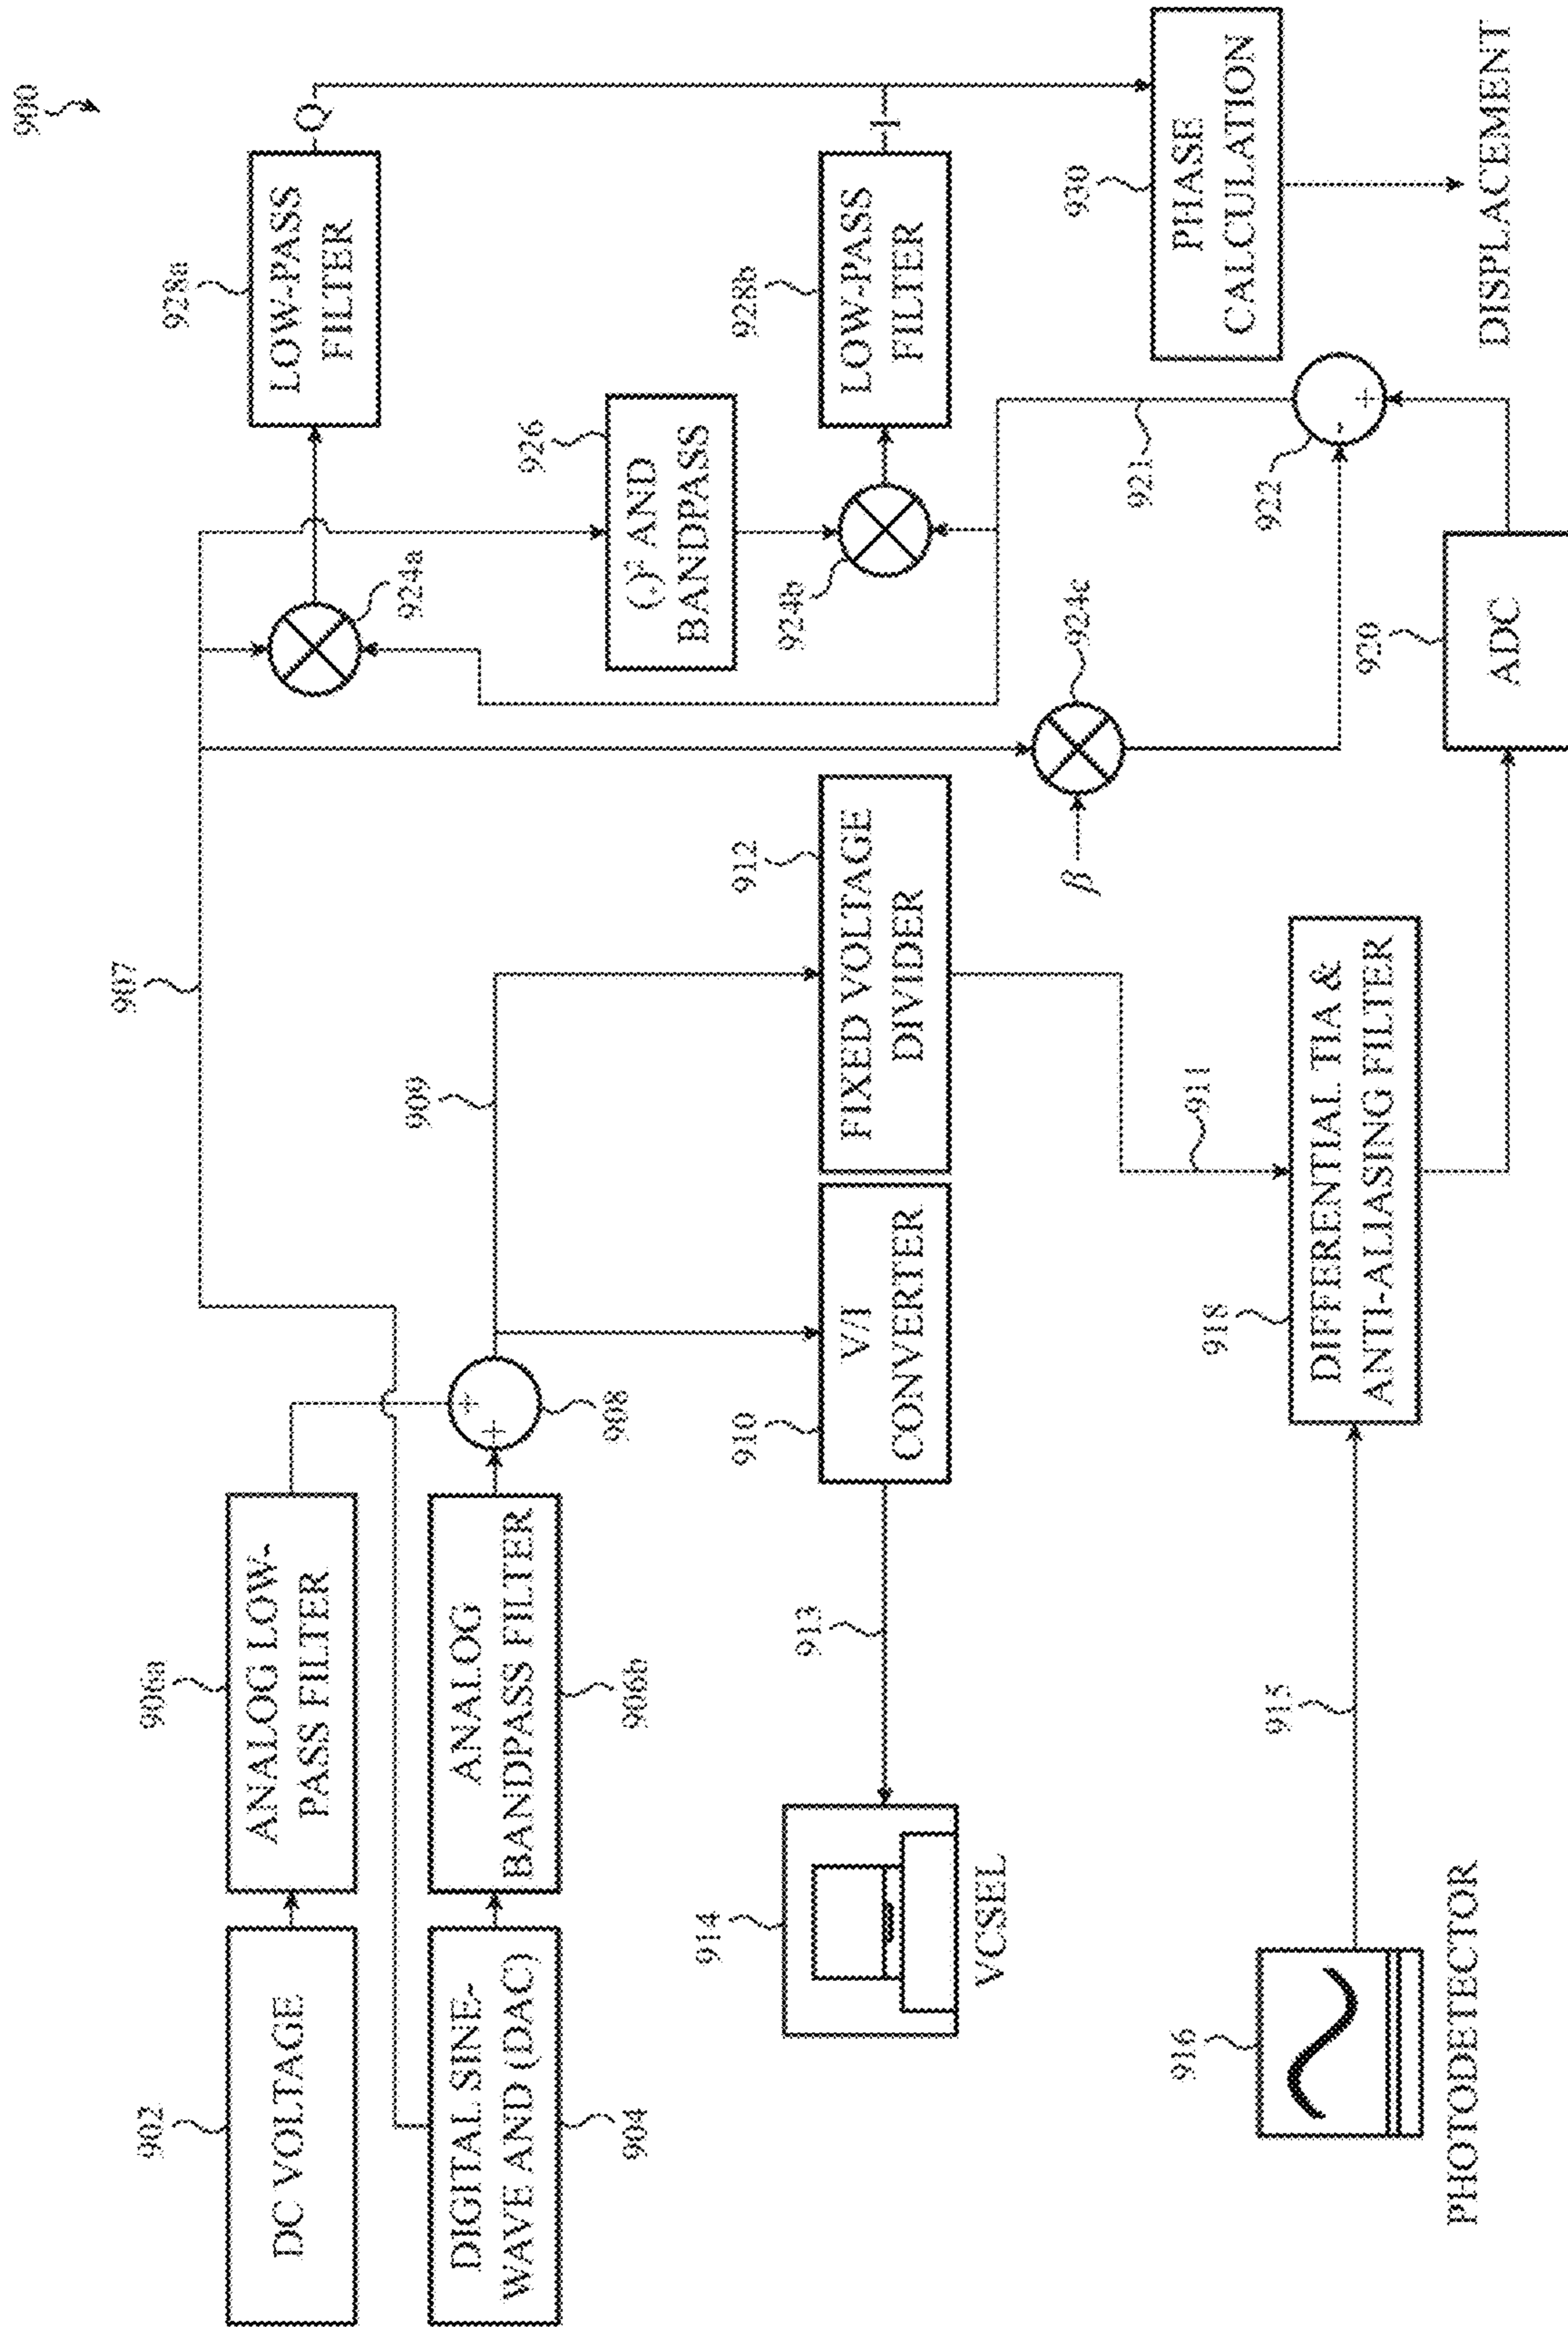 900
902
DC VOLTAGE
906a
ANALOG LOW-
PASS FILTER
904
DIGITAL SINE-
WAVE AND (DAC)
906b
ANALOG
BANDPASS FILTER
+
+
908
907
909
924a
928a
LOW-PASS
FILTER
Q
926
(.)² AND
BANDPASS
924b
928b
LOW-PASS
FILTER
I
914
VCSEL
913
910
V/I
CONVERTER
912
FIXED VOLTAGE
DIVIDER
β
924c
921
922
-
+
930
PHASE
CALCULATION
DISPLACEMENT
916
PHOTODETECTOR
915
918
DIFFERENTIAL TIA &
ANTI-ALIASING FILTER
911
920
ADC